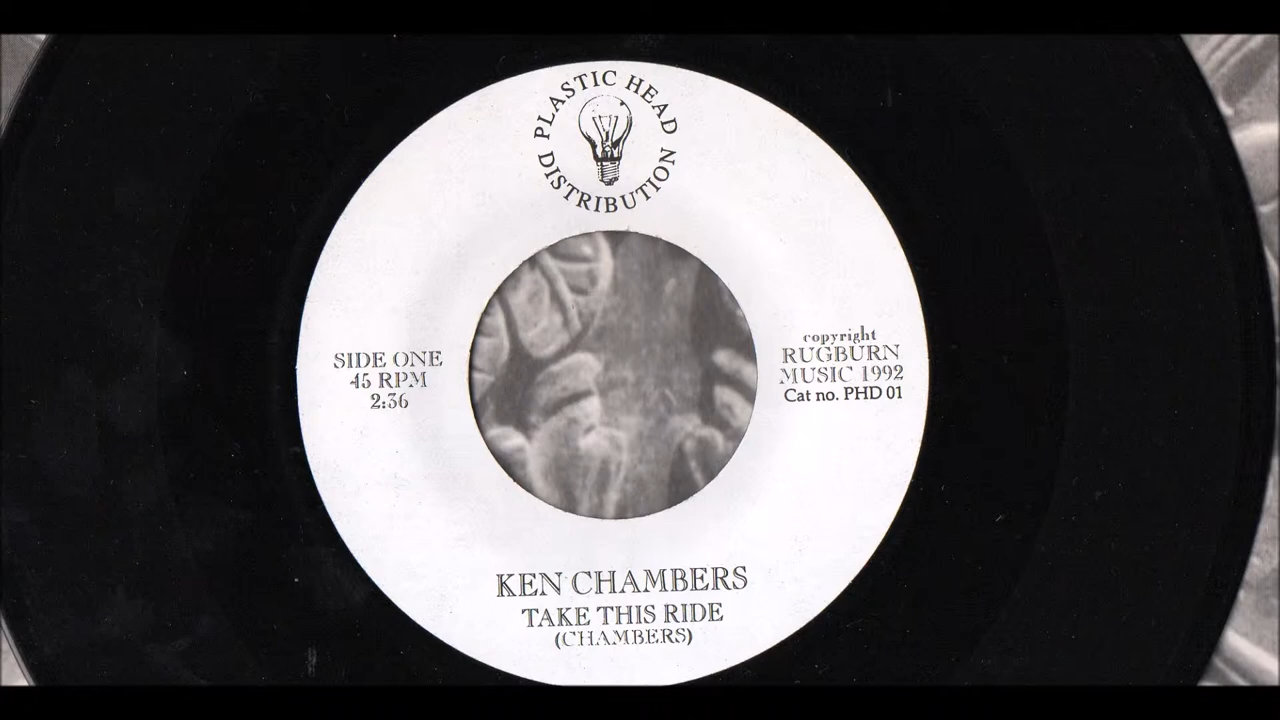 PLASTIC HEAD
DISTRIBUTION
SIDE ONE
45 RPM
2:36
copyright
RUGBURN
MUSIC 1992
Cat no. PHD 01
KEN CHAMBERS
TAKE THIS RIDE
(CHAMBERS)